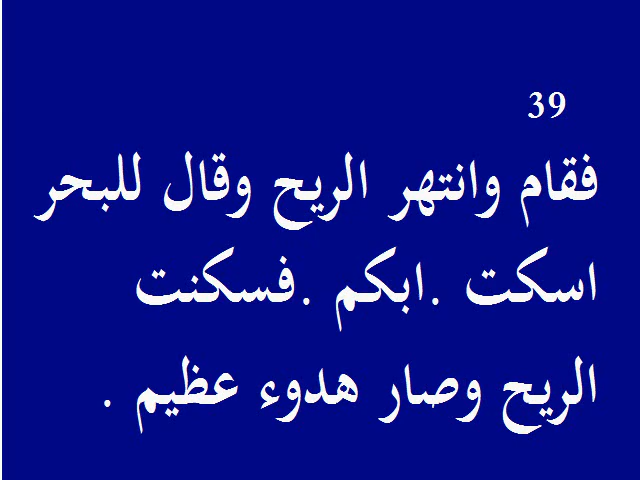 39
فقام وانتهر الريح وقال للبحر
اسكت .ابكم .فسكنت
الريح وصار هدوء عظيم .